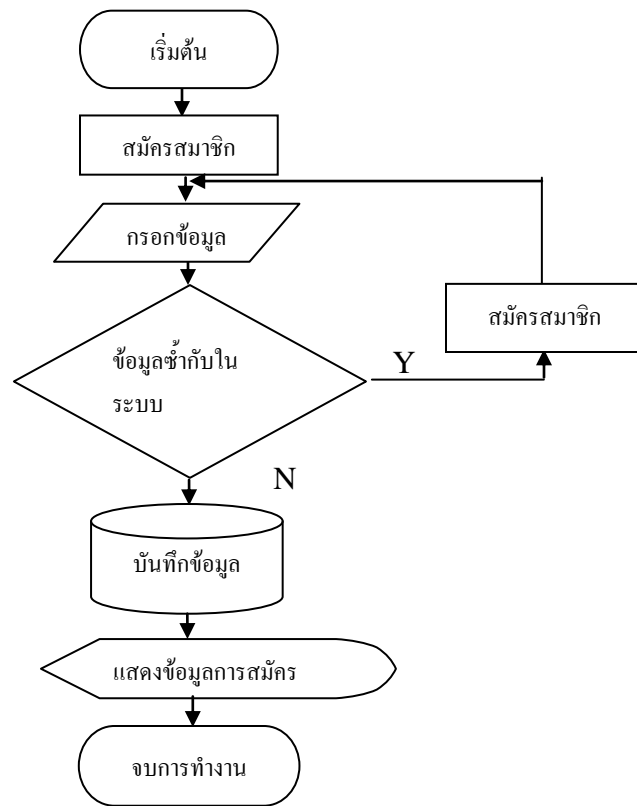 เริ่มต้น
สมัครสมาชิก
กรอกข้อมูล
สมัครสมาชิก
ข้อมูลซ้ำกับใน
ระบบ
Y
N
บันทึกข้อมูล
แสดงข้อมูลการสมัคร
จบการทำงาน